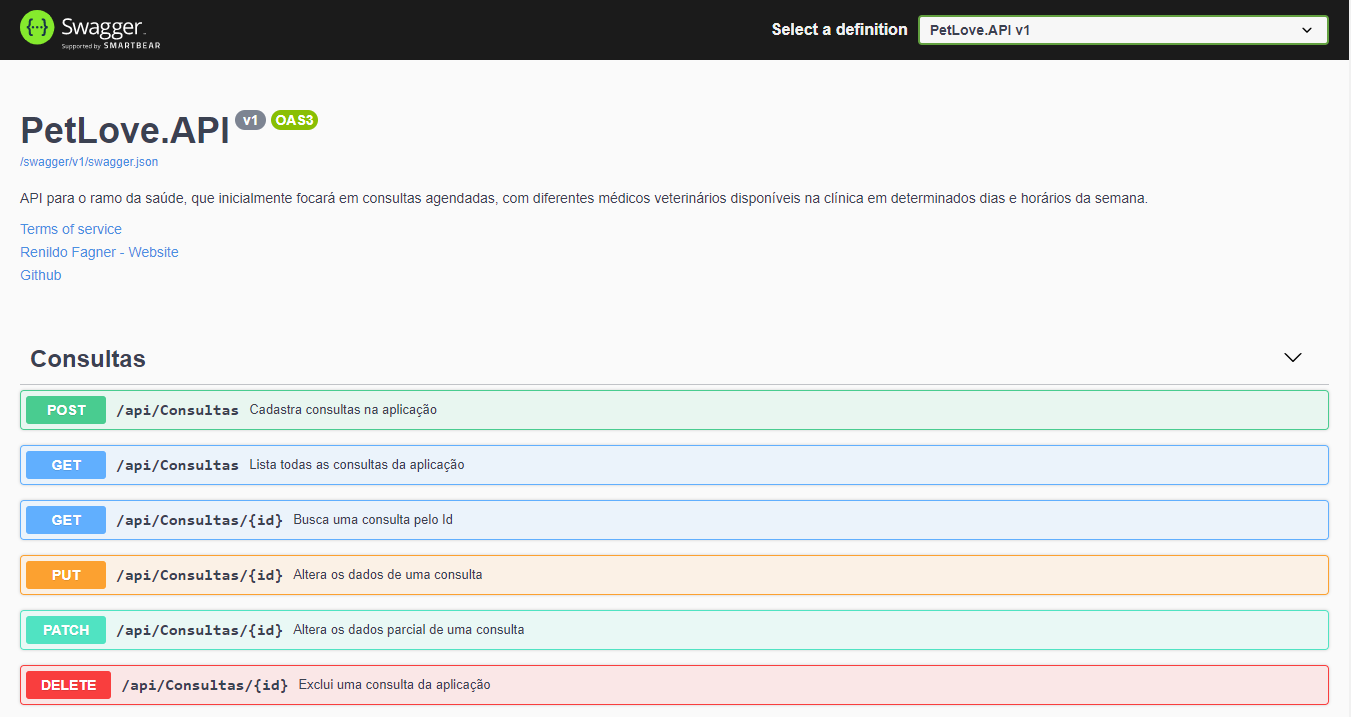 Swagger
Supported by SMARTBEAR
Select a definition
PetLove.API v1
PetLove.API v1 OAS3
/swagger/v1/swagger.json
API para o ramo da saúde, que inicialmente focará em consultas agendadas, com diferentes médicos veterinários disponíveis na clínica em determinados dias e horários da semana.
Terms of service
Renildo Fagner - Website
Github
Consultas
POST /api/Consultas Cadastra consultas na aplicação
GET /api/Consultas Lista todas as consultas da aplicação
GET /api/Consultas/{id} Busca uma consulta pelo Id
PUT /api/Consultas/{id} Altera os dados de uma consulta
PATCH /api/Consultas/{id} Altera os dados parcial de uma consulta
DELETE /api/Consultas/{id} Exclui uma consulta da aplicação